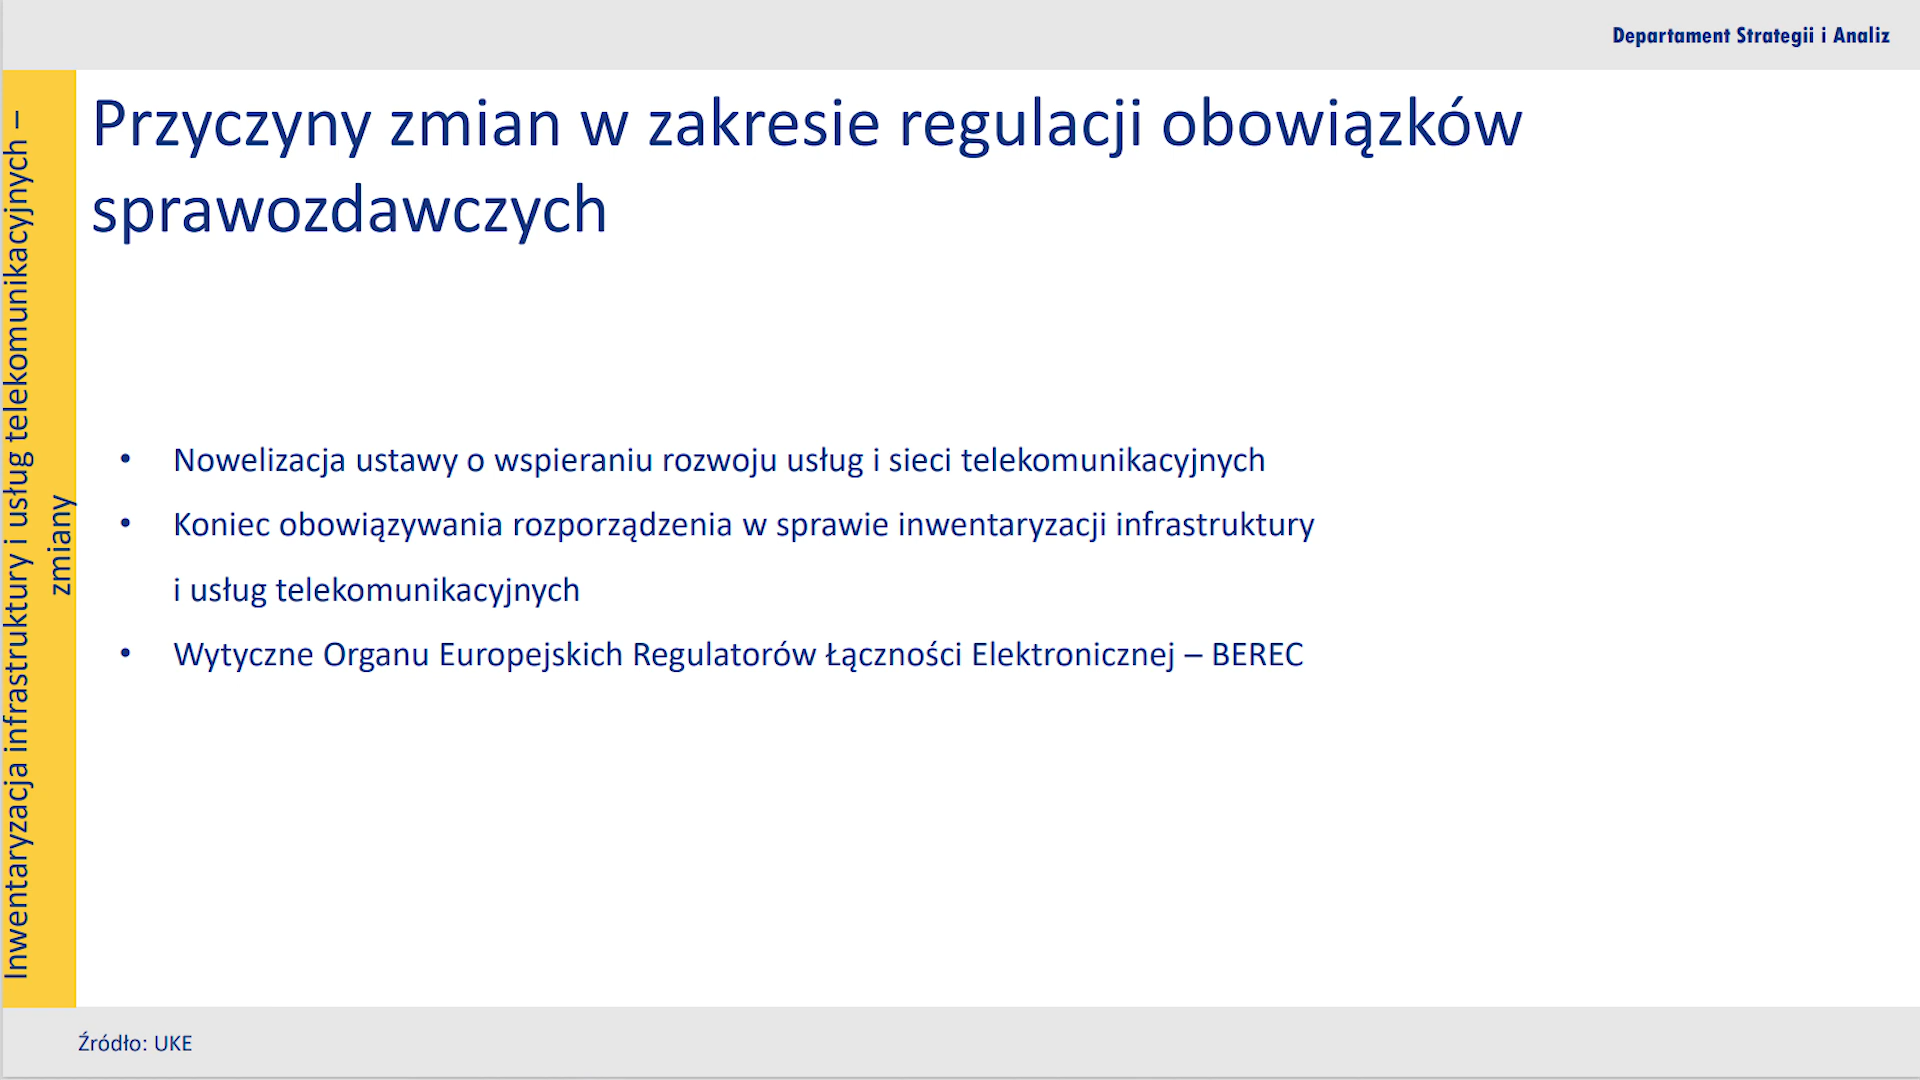 Departament Strategii i Analiz
Inwentaryzacja infrastruktury i usług telekomunikacyjnych –
zmiany
Przyczyny zmian w zakresie regulacji obowiązków
sprawozdawczych
• Nowelizacja ustawy o wspieraniu rozwoju usług i sieci telekomunikacyjnych
• Koniec obowiązywania rozporządzenia w sprawie inwentaryzacji infrastruktury
i usług telekomunikacyjnych
• Wytyczne Organu Europejskich Regulatorów Łączności Elektronicznej – BEREC
Źródło: UKE